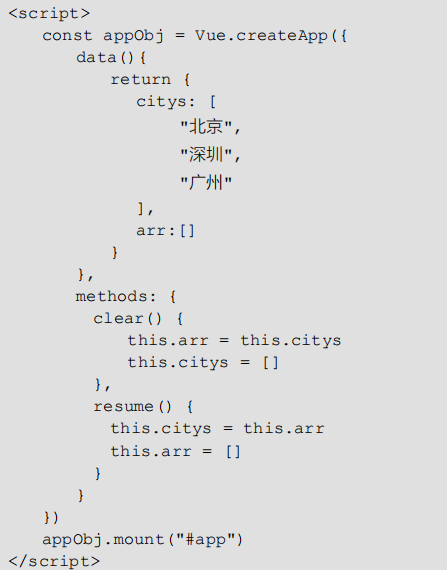 <script>
    const appObj = Vue.createApp({
        data(){
            return {
               citys: [
                    "北京",
                    "深圳",
                    "广州"
               ],
               arr:[]
            }
        },
        methods: {
          clear() {
              this.arr = this.citys
              this.citys = []
          },
          resume() {
            this.citys = this.arr
            this.arr = []
          }
        }
    })
    appObj.mount("#app")
</script>